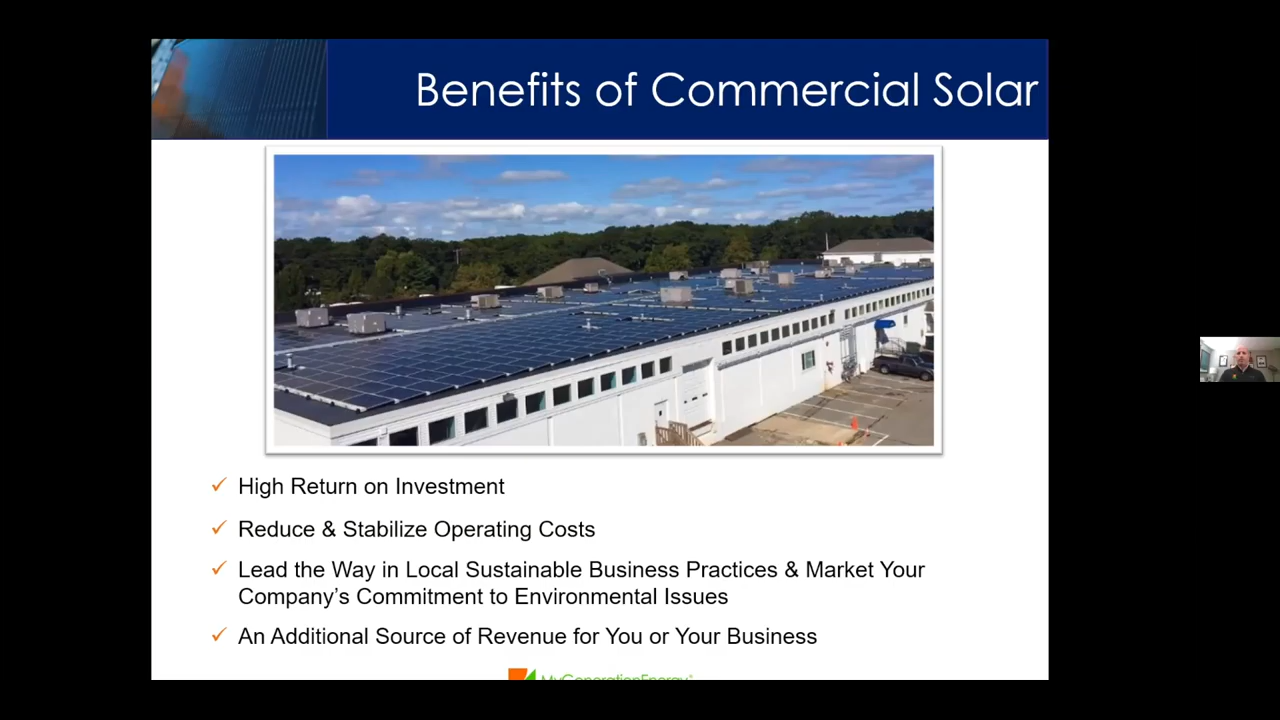 Benefits of Commercial Solar
✓ High Return on Investment
✓ Reduce & Stabilize Operating Costs
✓ Lead the Way in Local Sustainable Business Practices & Market Your
Company’s Commitment to Environmental Issues
✓ An Additional Source of Revenue for You or Your Business
MyGenerationEnergy